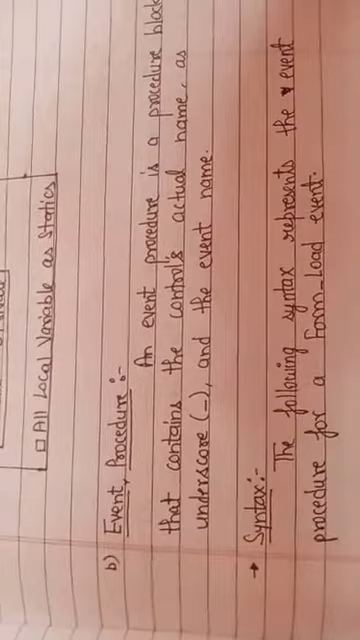 □ All Local Variable as Statics
b) Event Procedure :-
An event procedure is a procedure block
that contains the control's actual name, as
underscore (_), and the event name.
→ Syntax:-
The following syntax represents the event
procedure for a Form_Load event.